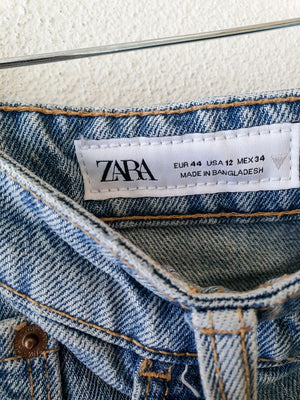 ZARA
EUR 44 USA 12 MEX 34
MADE IN BANGLADESH